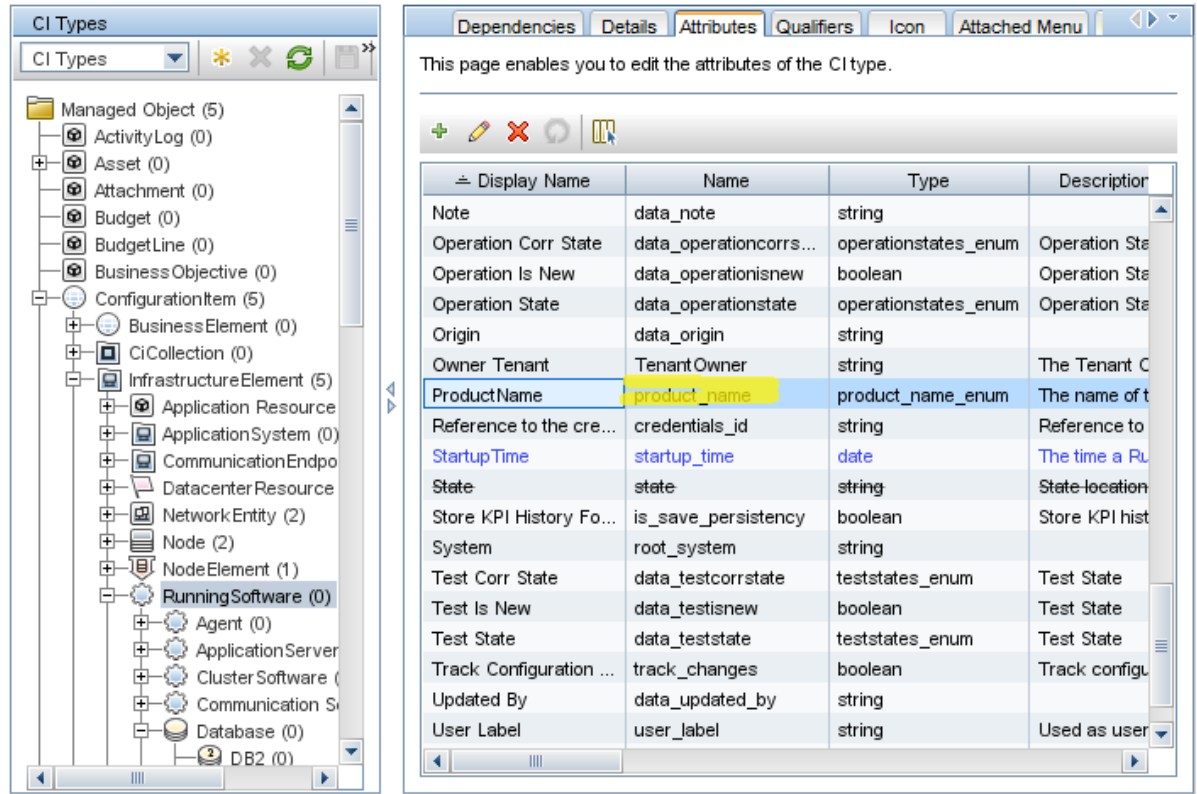 CI Types
CI Types
»
Managed Object (5)
ActivityLog (0)
Asset (0)
Attachment (0)
Budget (0)
BudgetLine (0)
BusinessObjective (0)
ConfigurationItem (5)
BusinessElement (0)
CiCollection (0)
InfrastructureElement (5)
Application Resource
ApplicationSystem (0)
CommunicationEndpo
DatacenterResource
NetworkEntity (2)
Node (2)
NodeElement (1)
RunningSoftware (0)
Agent (0)
ApplicationServer
ClusterSoftware (
Communication S
Database (0)
DB2 (0)
Dependencies Details Attributes Qualifiers Icon Attached Menu
This page enables you to edit the attributes of the CI type.
Display Name Name Type Description
Note data_note string
Operation Corr State data_operationcorrs... operationstates_enum Operation Sta
Operation Is New data_operationisnew boolean Operation Sta
Operation State data_operationstate operationstates_enum Operation Sta
Origin data_origin string
Owner Tenant TenantOwner string The Tenant O
ProductName product_name product_name_enum The name of t
Reference to the cre... credentials_id string Reference to
StartupTime startup_time date The time a Ru
State state string State location
Store KPI History Fo... is_save_persistency boolean Store KPI hist
System root_system string
Test Corr State data_testcorrstate teststates_enum Test State
Test Is New data_testisnew boolean Test State
Test State data_teststate teststates_enum Test State
Track Configuration ... track_changes boolean Track configu
Updated By data_updated_by string
User Label user_label string Used as user